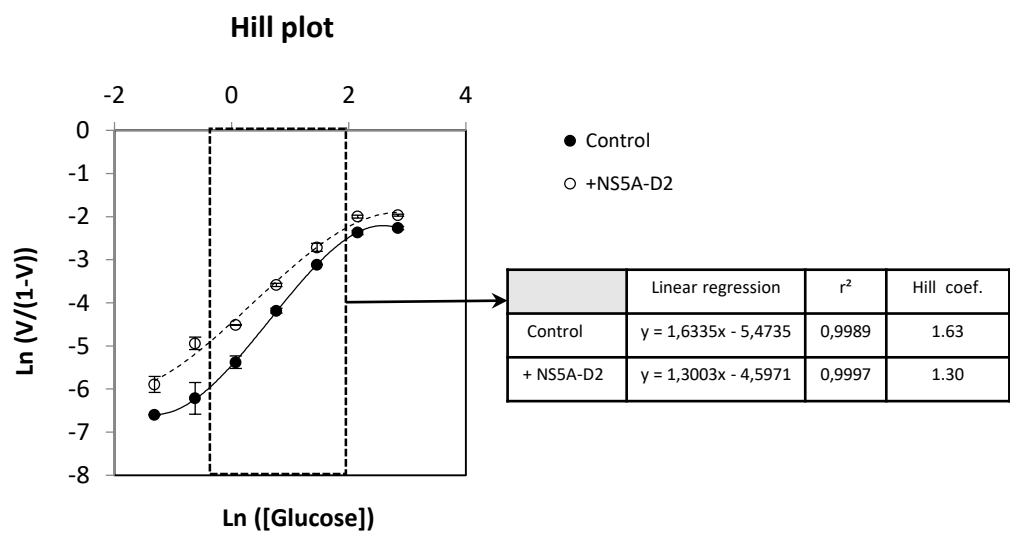 Hill plot
-2 0 2 4
0
-1
-2
-3
-4
-5
-6
-7
-8
Ln (V/(1-V))
Ln ([Glucose])
Control
+NS5A-D2
Linear regression r² Hill coef.
Control y = 1,6335x - 5,4735 0,9989 1.63
+ NS5A-D2 y = 1,3003x - 4,5971 0,9997 1.30